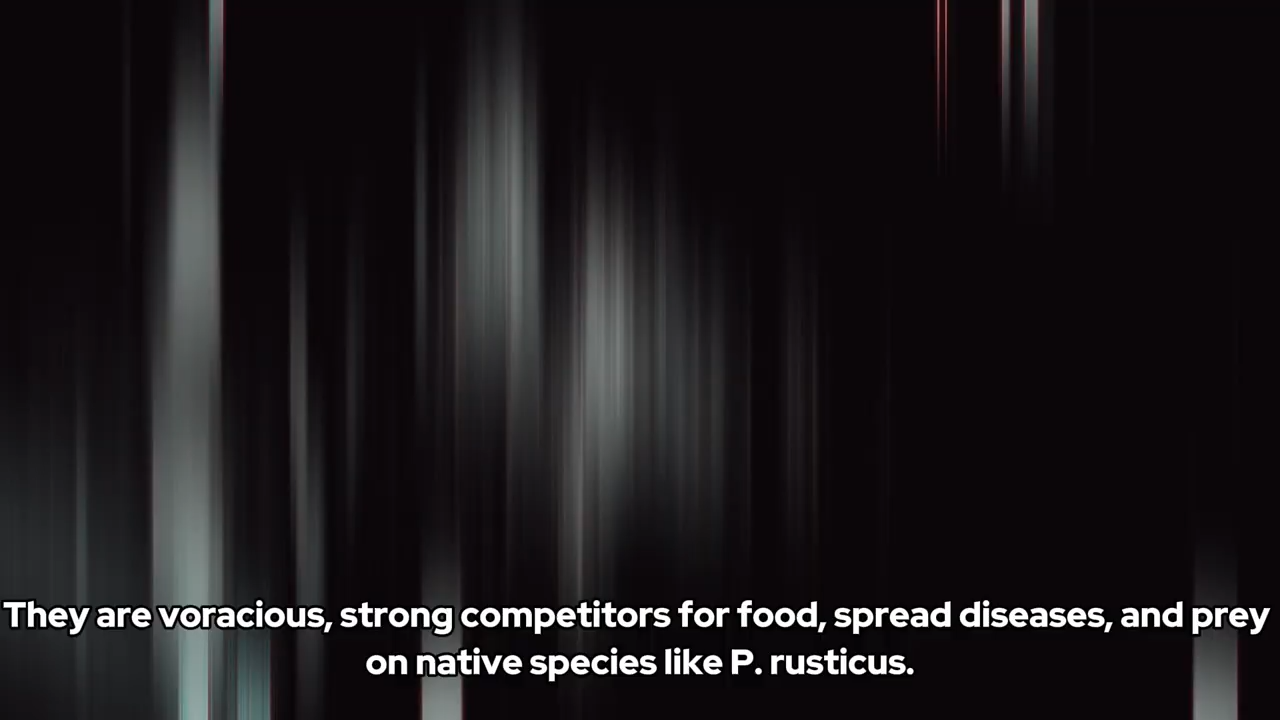 They are voracious, strong competitors for food, spread diseases, and prey
on native species like P. rusticus.